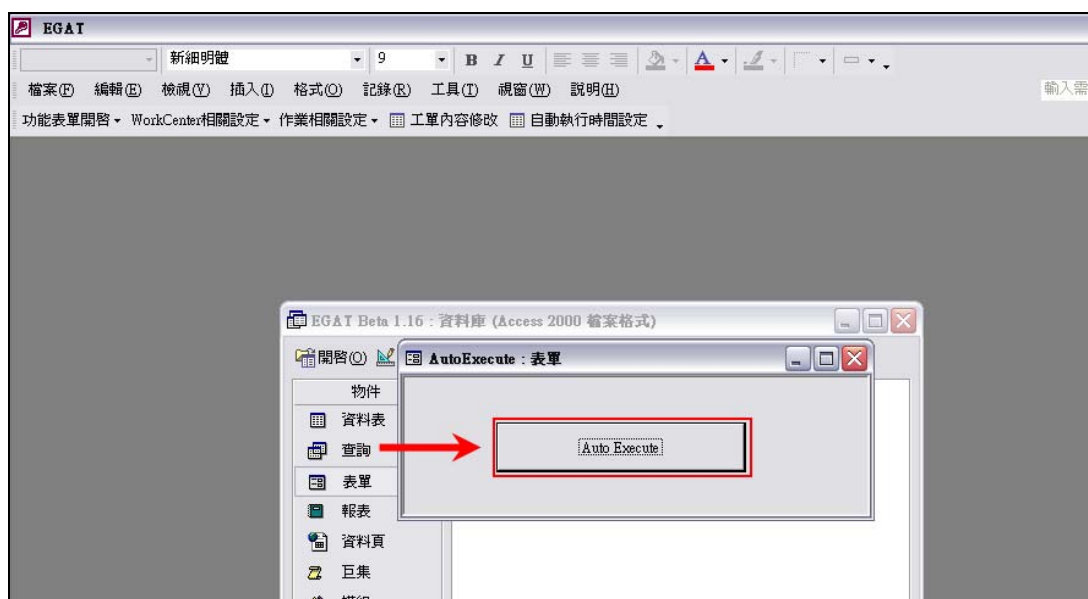 EGAT
新細明體 9 B I U A
檔案(F) 編輯(E) 檢視(V) 插入(I) 格式(O) 記錄(R) 工具(T) 視窗(W) 說明(H) 輸入需
功能表單開啓 WorkCenter相關設定 作業相關設定 工單內容修改 自動執行時間設定
EGAT Beta 1.16 : 資料庫 (Access 2000 檔案格式)
開啓(O)
AutoExecute : 表單
物件
資料表
查詢
Auto Execute
表單
報表
資料頁
巨集